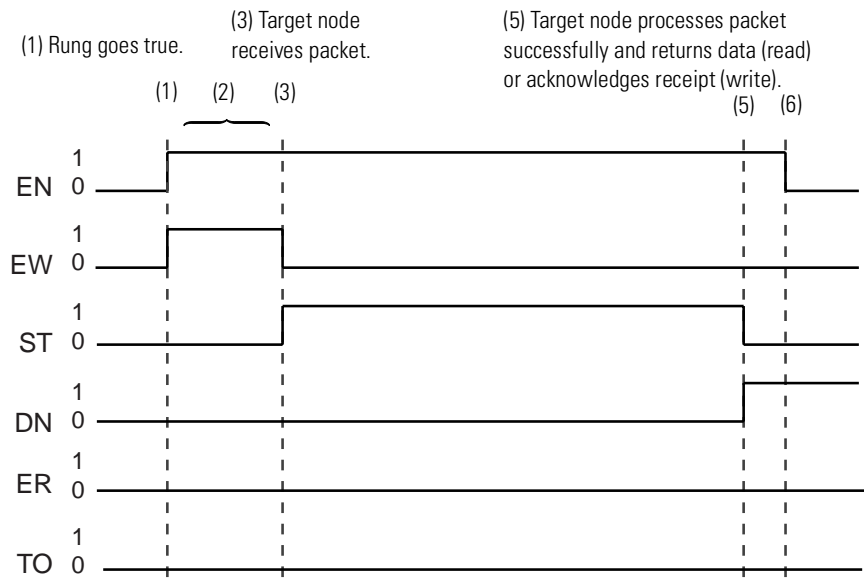 (1) Rung goes true.
(3) Target node
receives packet.
(5) Target node processes packet
successfully and returns data (read)
or acknowledges receipt (write).
(1) (2) (3) (5) (6)
1
EN 0
1
EW 0
1
ST 0
1
DN 0
1
ER 0
1
TO 0